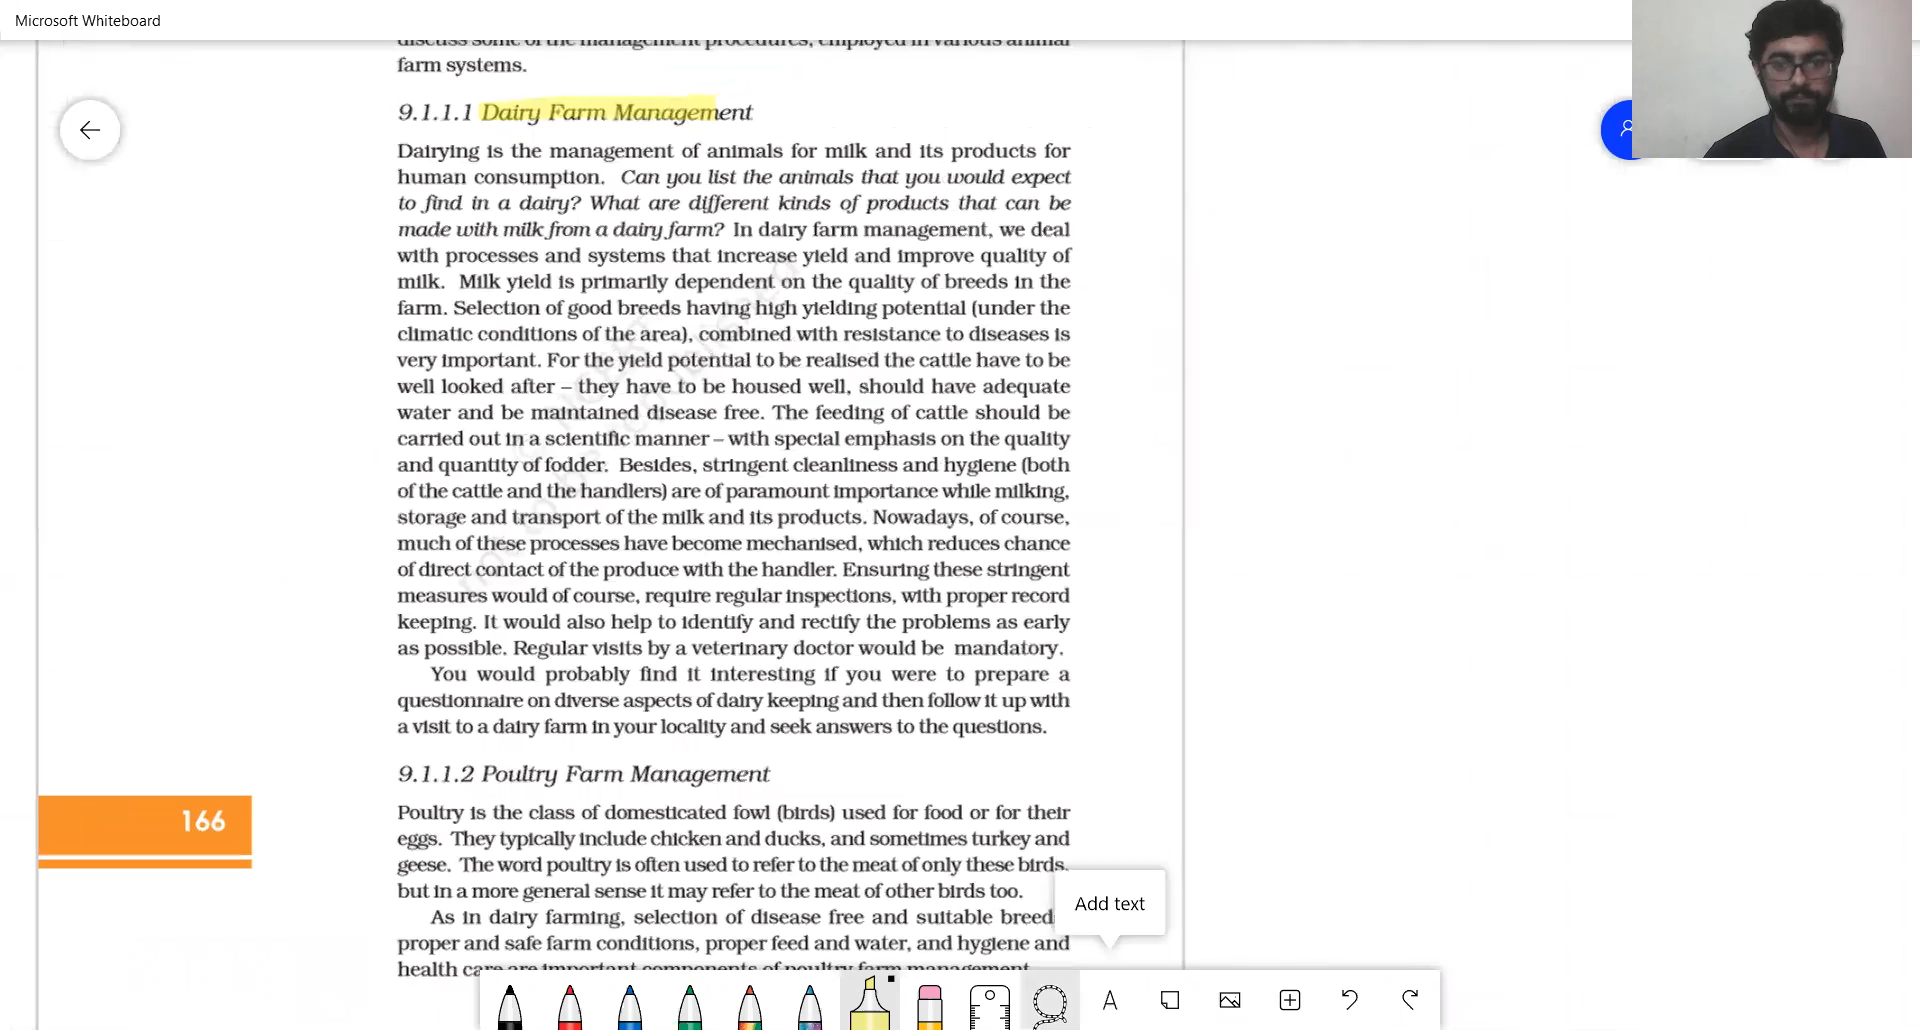 Microsoft Whiteboard
discuss some of the management procedures, employed in various animal
farm systems.
9.1.1.1 Dairy Farm Management
Dairying is the management of animals for milk and its products for
human consumption. Can you list the animals that you would expect
to find in a dairy? What are different kinds of products that can be
made with milk from a dairy farm? In dairy farm management, we deal
with processes and systems that increase yield and improve quality of
milk. Milk yield is primarily dependent on the quality of breeds in the
farm. Selection of good breeds having high yielding potential (under the
climatic conditions of the area), combined with resistance to diseases is
very important. For the yield potential to be realised the cattle have to be
well looked after – they have to be housed well, should have adequate
water and be maintained disease free. The feeding of cattle should be
carried out in a scientific manner – with special emphasis on the quality
and quantity of fodder. Besides, stringent cleanliness and hygiene (both
of the cattle and the handlers) are of paramount importance while milking,
storage and transport of the milk and its products. Nowadays, of course,
much of these processes have become mechanised, which reduces chance
of direct contact of the produce with the handler. Ensuring these stringent
measures would of course, require regular inspections, with proper record
keeping. It would also help to identify and rectify the problems as early
as possible. Regular visits by a veterinary doctor would be mandatory.
You would probably find it interesting if you were to prepare a
questionnaire on diverse aspects of dairy keeping and then follow it up with
a visit to a dairy farm in your locality and seek answers to the questions.
9.1.1.2 Poultry Farm Management
166
Poultry is the class of domesticated fowl (birds) used for food or for their
eggs. They typically include chicken and ducks, and sometimes turkey and
geese. The word poultry is often used to refer to the meat of only these birds,
but in a more general sense it may refer to the meat of other birds too.
Add text
As in dairy farming, selection of disease free and suitable breed
proper and safe farm conditions, proper feed and water, and hygiene and
health care are important components of poultry farm management